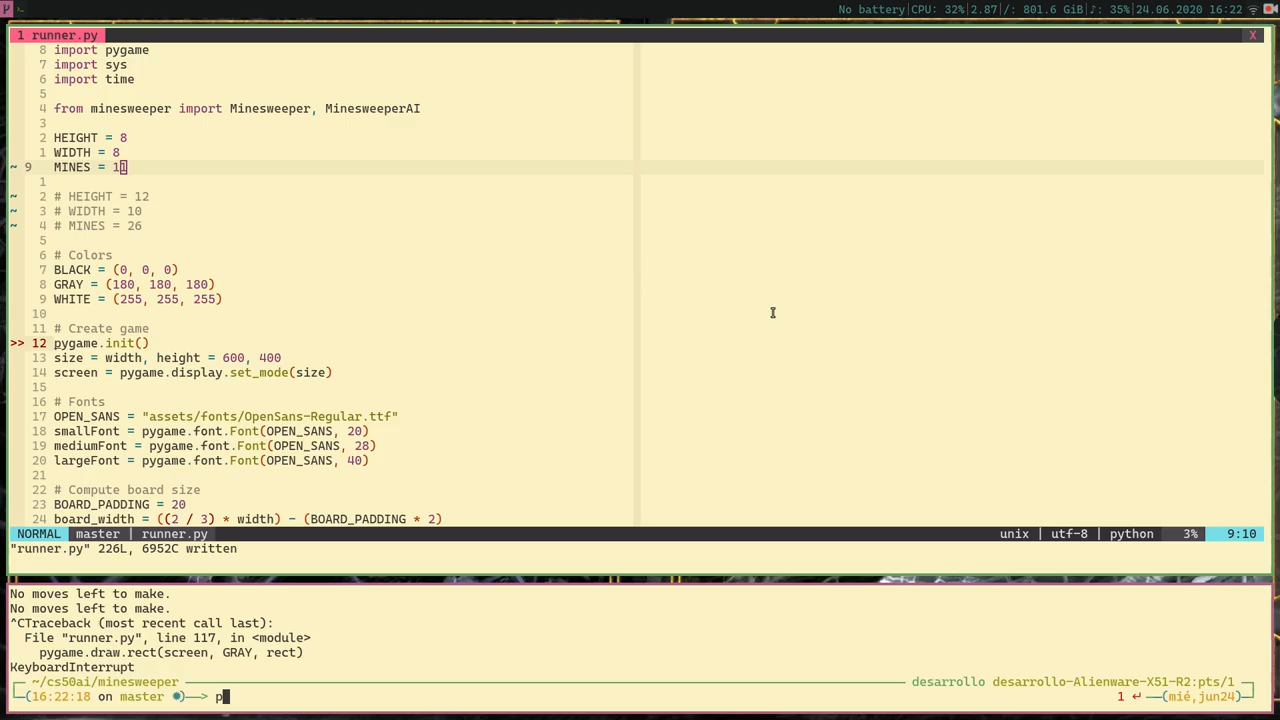 No battery|CPU: 32%|2.87|/: 801.6 GiB|♪: 35%|24.06.2020 16:22
1 runner.py X
8 import pygame
7 import sys
6 import time
5
4 from minesweeper import Minesweeper, MinesweeperAI
3
2 HEIGHT = 8
1 WIDTH = 8
~ 9 MINES = 11
1
~ 2 # HEIGHT = 12
~ 3 # WIDTH = 10
~ 4 # MINES = 26
5
6 # Colors
7 BLACK = (0, 0, 0)
8 GRAY = (180, 180, 180)
9 WHITE = (255, 255, 255)
10
11 # Create game
>> 12 pygame.init()
13 size = width, height = 600, 400
14 screen = pygame.display.set_mode(size)
15
16 # Fonts
17 OPEN_SANS = "assets/fonts/OpenSans-Regular.ttf"
18 smallFont = pygame.font.Font(OPEN_SANS, 20)
19 mediumFont = pygame.font.Font(OPEN_SANS, 28)
20 largeFont = pygame.font.Font(OPEN_SANS, 40)
21
22 # Compute board size
23 BOARD_PADDING = 20
24 board_width = ((2 / 3) * width) - (BOARD_PADDING * 2)
NORMAL master | runner.py unix | utf-8 | python 3% 9:10
"runner.py" 226L, 6952C written
No moves left to make.
No moves left to make.
^CTraceback (most recent call last):
File "runner.py", line 117, in <module>
pygame.draw.rect(screen, GRAY, rect)
KeyboardInterrupt
~/cs50ai/minesweeper desarrollo desarrollo-Alienware-X51-R2:pts/1
(16:22:18 on master ●)──> p 1 ↵ ──(mié,jun24)